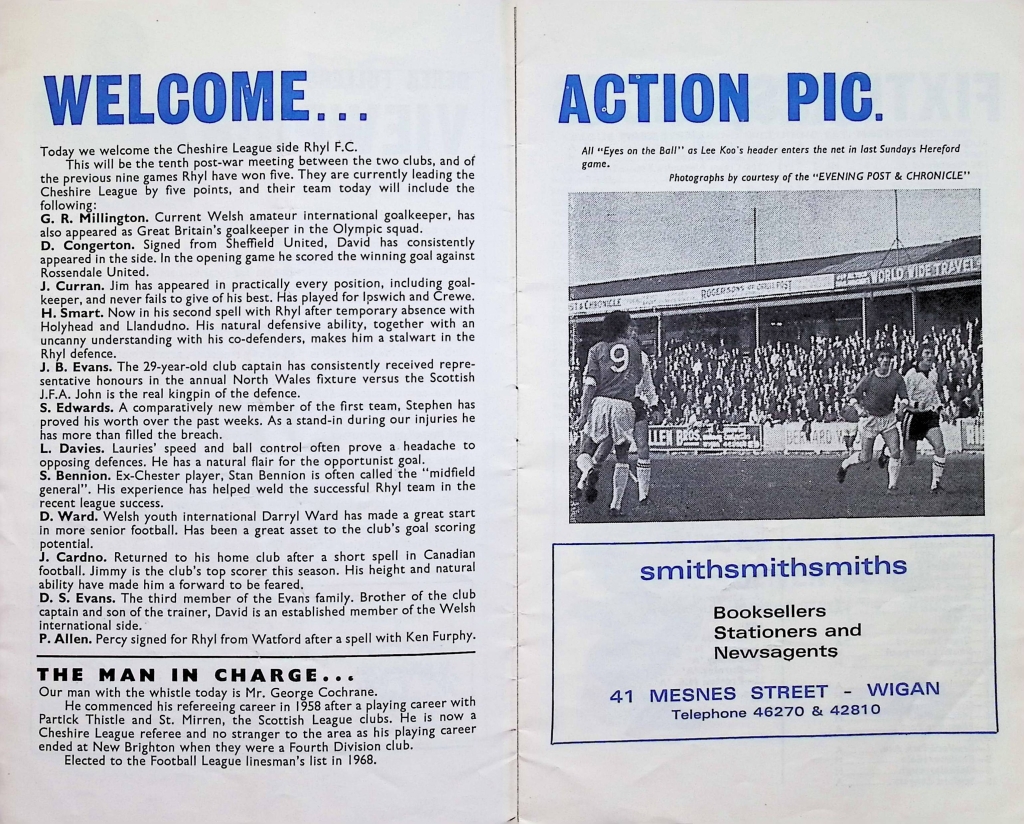 WELCOME...
Today we welcome the Cheshire League side Rhyl F.C.
This will be the tenth post-war meeting between the two clubs, and of
the previous nine games Rhyl have won five. They are currently leading the
Cheshire League by five points, and their team today will include the
following:
G. R. Millington. Current Welsh amateur international goalkeeper, has
also appeared as Great Britain's goalkeeper in the Olympic squad.
D. Congerton. Signed from Sheffield United, David has consistently
appeared in the side. In the opening game he scored the winning goal against
Rossendale United.
J. Curran. Jim has appeared in practically every position, including goal-
keeper, and never fails to give of his best. Has played for Ipswich and Crewe.
H. Smart. Now in his second spell with Rhyl after temporary absence with
Holyhead and Llandudno. His natural defensive ability, together with an
uncanny understanding with his co-defenders, makes him a stalwart in the
Rhyl defence.
J. B. Evans. The 29-year-old club captain has consistently received repre-
sentative honours in the annual North Wales fixture versus the Scottish
J.F.A. John is the real kingpin of the defence.
S. Edwards. A comparatively new member of the first team, Stephen has
proved his worth over the past weeks. As a stand-in during our injuries he
has more than filled the breach.
L. Davies. Lauries' speed and ball control often prove a headache to
opposing defences. He has a natural flair for the opportunist goal.
S. Bennion. Ex-Chester player, Stan Bennion is often called the "midfield
general". His experience has helped weld the successful Rhyl team in the
recent league success.
D. Ward. Welsh youth international Darryl Ward has made a great start
in more senior football. Has been a great asset to the club's goal scoring
potential.
J. Cardno. Returned to his home club after a short spell in Canadian
football. Jimmy is the club's top scorer this season. His height and natural
ability have made him a forward to be feared.
D. S. Evans. The third member of the Evans family. Brother of the club
captain and son of the trainer, David is an established member of the Welsh
international side.
P. Allen. Percy signed for Rhyl from Watford after a spell with Ken Furphy.
THE MAN IN CHARGE...
Our man with the whistle today is Mr. George Cochrane.
He commenced his refereeing career in 1958 after a playing career with
Partick Thistle and St. Mirren, the Scottish League clubs. He is now a
Cheshire League referee and no stranger to the area as his playing career
ended at New Brighton when they were a Fourth Division club.
Elected to the Football League linesman's list in 1968.
ACTION PIC.
All "Eyes on the Ball" as Lee Koo's header enters the net in last Sundays Hereford
game.
Photographs by courtesy of the "EVENING POST & CHRONICLE"
ST & CHRONICLE
WORLD WIDE TRAVEL
9
LLEN BROS.
smithsmithsmiths
Booksellers
Stationers and
Newsagents
41 MESNES STREET - WIGAN
Telephone 46270 & 42810